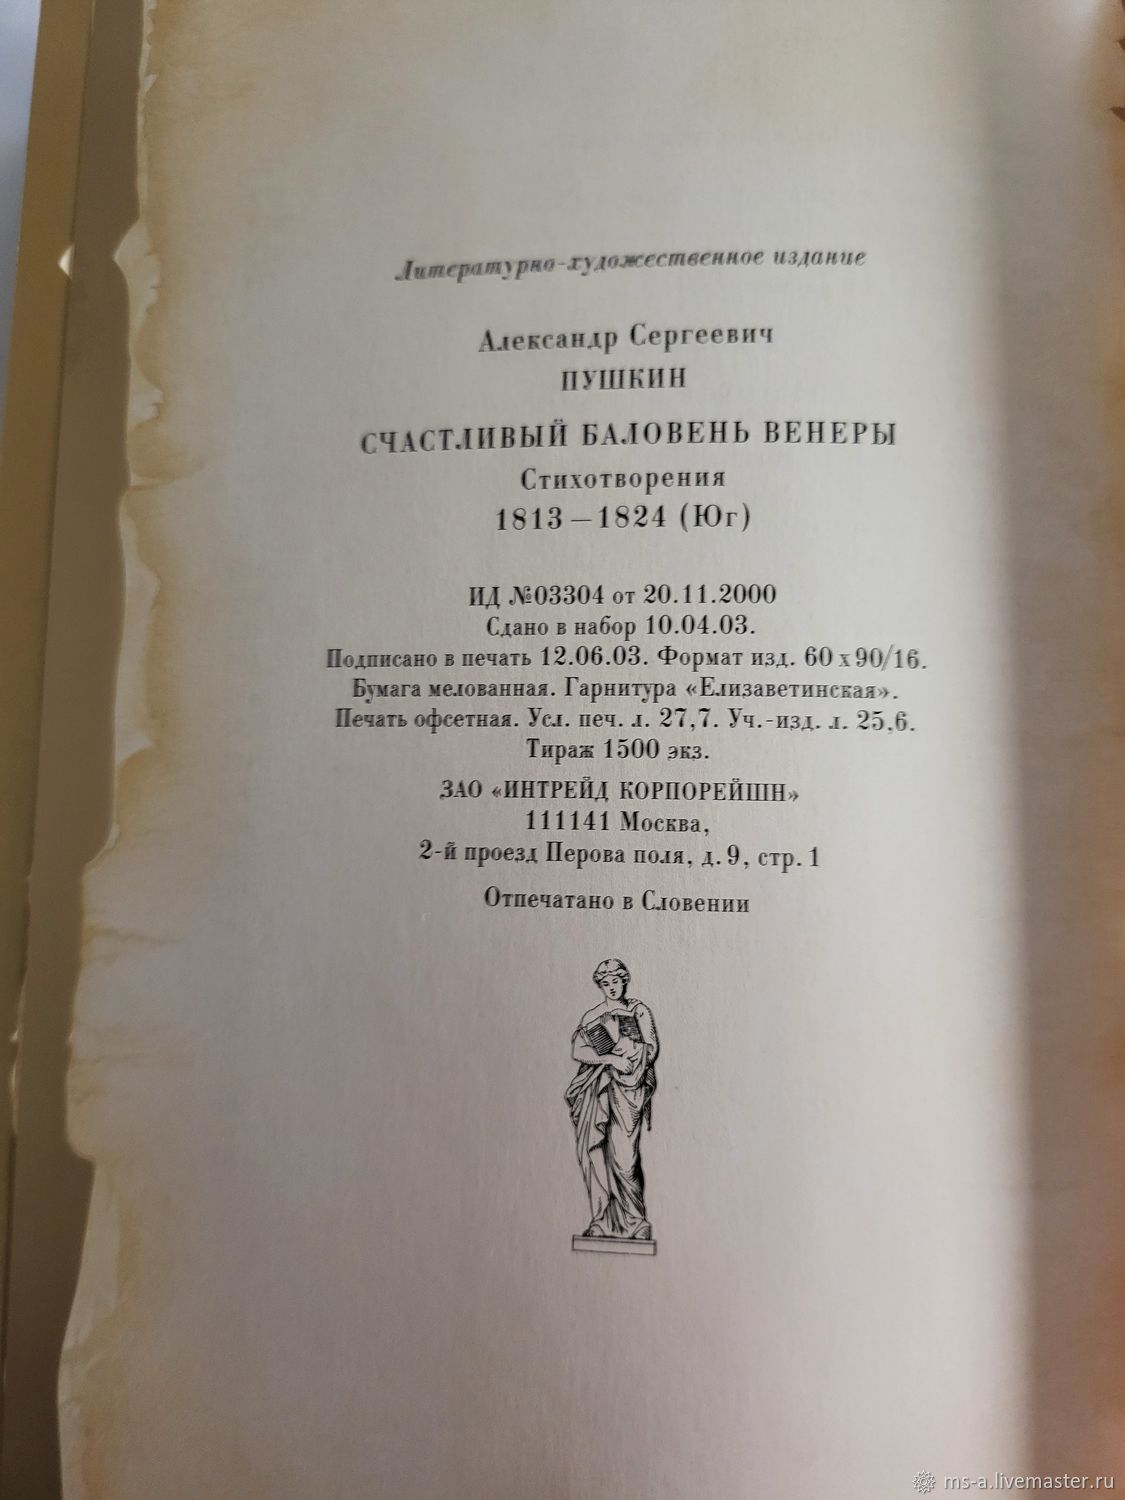 Литературно-художественное издание
Александр Сергеевич
ПУШКИН
СЧАСТЛИВЫЙ БАЛОВЕНЬ ВЕНЕРЫ
Стихотворения
1813 – 1824 (Юг)
ИД №03304 от 20.11.2000
Сдано в набор 10.04.03.
Подписано в печать 12.06.03. Формат изд. 60 х 90/16.
Бумага мелованная. Гарнитура «Елизаветинская».
Печать офсетная. Усл. печ. л. 27,7. Уч.-изд. л. 25,6.
Тираж 1500 экз.
ЗАО «ИНТРЕЙД КОРПОРЕЙШН»
111141 Москва,
2-й проезд Перова поля, д. 9, стр. 1
Отпечатано в Словении
ms-a.livemaster.ru